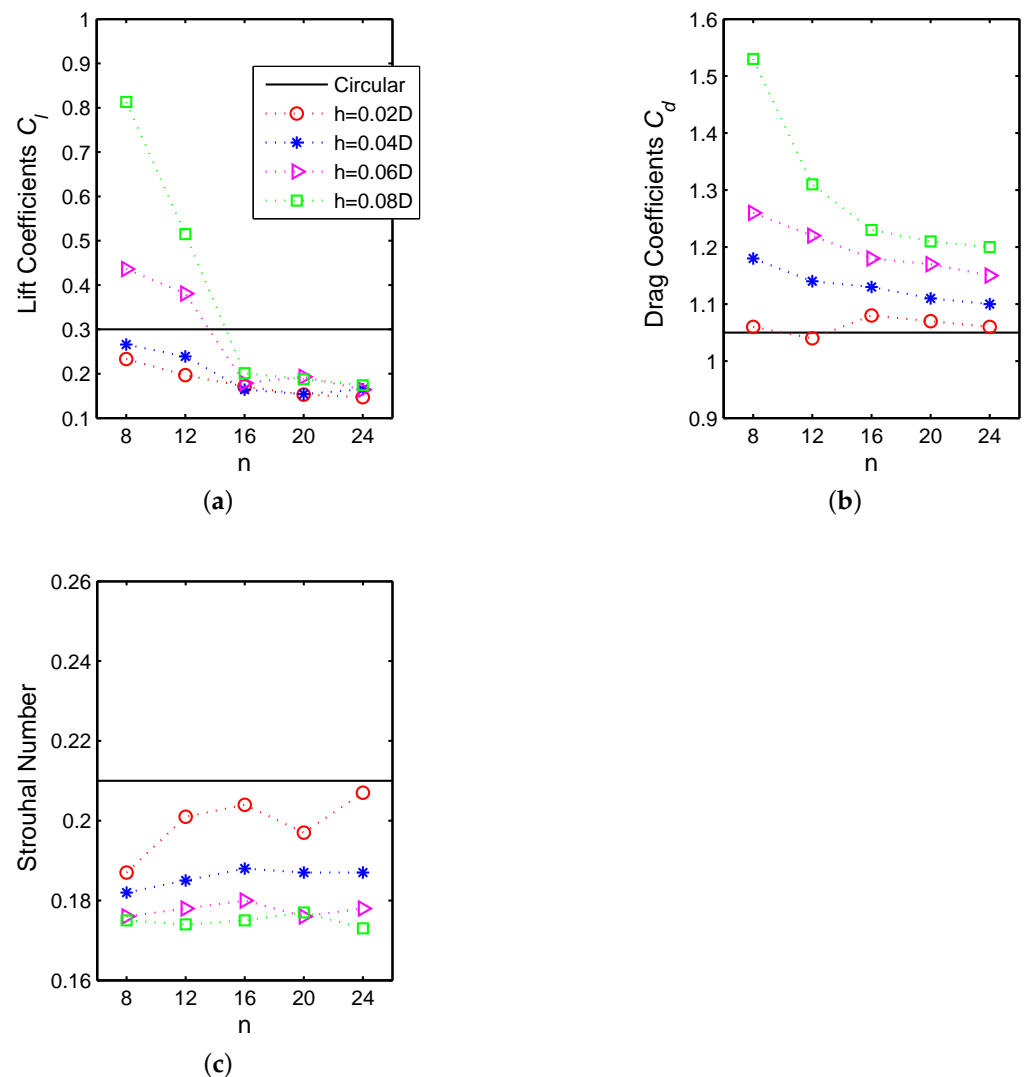 1
0.9
0.8
0.7
0.6
0.5
0.4
0.3
0.2
0.1
8 12 16 20 24
n
Lift Coefficients C_l
Circular
h=0.02D
h=0.04D
h=0.06D
h=0.08D
(a)
1.6
1.5
1.4
1.3
1.2
1.1
1
0.9
8 12 16 20 24
n
Drag Coefficients C_d
(b)
0.26
0.24
0.22
0.2
0.18
0.16
8 12 16 20 24
n
Strouhal Number
(c)